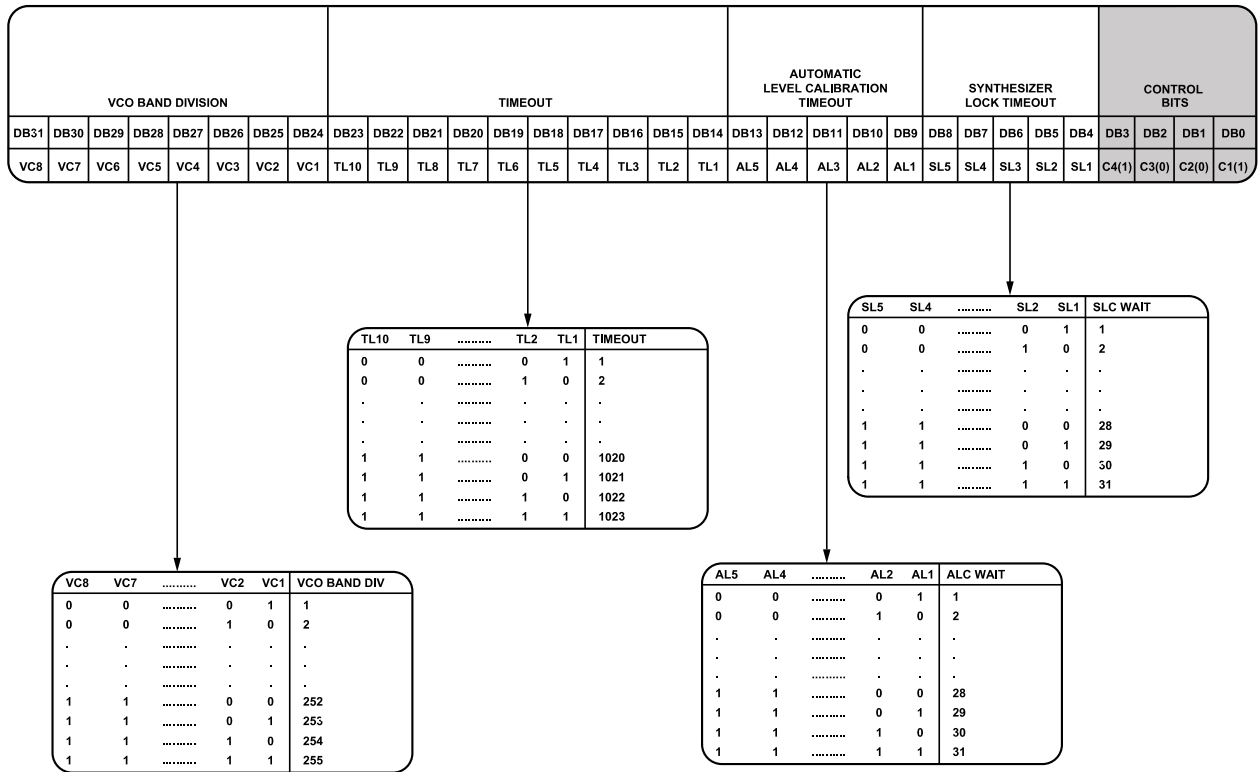 VCO BAND DIVISION
TIMEOUT
AUTOMATIC
LEVEL CALIBRATION
TIMEOUT
SYNTHESIZER
LOCK TIMEOUT
CONTROL
BITS
DB31 DB30 DB29 DB28 DB27 DB26 DB25 DB24 DB23 DB22 DB21 DB20 DB19 DB18 DB17 DB16 DB15 DB14 DB13 DB12 DB11 DB10 DB9 DB8 DB7 DB6 DB5 DB4 DB3 DB2 DB1 DB0
VC8 VC7 VC6 VC5 VC4 VC3 VC2 VC1 TL10 TL9 TL8 TL7 TL6 TL5 TL4 TL3 TL2 TL1 AL5 AL4 AL3 AL2 AL1 SL5 SL4 SL3 SL2 SL1 C4(1) C3(0) C2(0) C1(1)
SL5 SL4 .......... SL2 SL1 SLC WAIT
0 0 .......... 0 1 1
0 0 .......... 1 0 2
. . .......... . . .
. . .......... . . .
. . .......... . . .
1 1 .......... 0 0 28
1 1 .......... 0 1 29
1 1 .......... 1 0 30
1 1 .......... 1 1 31
TL10 TL9 .......... TL2 TL1 TIMEOUT
0 0 .......... 0 1 1
0 0 .......... 1 0 2
. . .......... . . .
. . .......... . . .
. . .......... . . .
1 1 .......... 0 0 1020
1 1 .......... 0 1 1021
1 1 .......... 1 0 1022
1 1 .......... 1 1 1023
VC8 VC7 .......... VC2 VC1 VCO BAND DIV
0 0 .......... 0 1 1
0 0 .......... 1 0 2
. . .......... . . .
. . .......... . . .
. . .......... . . .
1 1 .......... 0 0 252
1 1 .......... 0 1 253
1 1 .......... 1 0 254
1 1 .......... 1 1 255
AL5 AL4 .......... AL2 AL1 ALC WAIT
0 0 .......... 0 1 1
0 0 .......... 1 0 2
. . .......... . . .
. . .......... . . .
. . .......... . . .
1 1 .......... 0 0 28
1 1 .......... 0 1 29
1 1 .......... 1 0 30
1 1 .......... 1 1 31